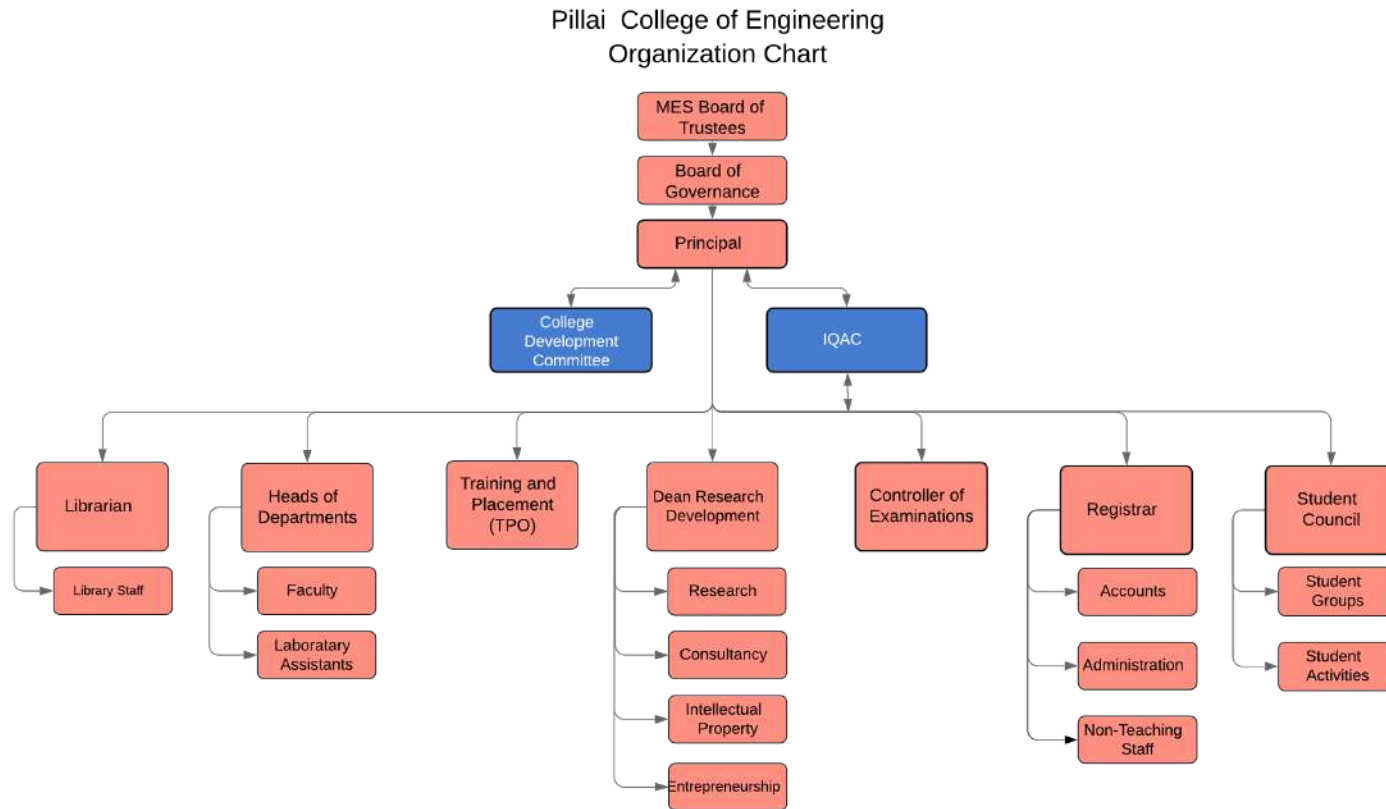 Pillai College of Engineering
Organization Chart
MES Board of
Trustees
Board of
Governance
Principal
College
Development
Committee
IQAC
Librarian
Heads of
Departments
Training and
Placement
(TPO)
Dean Research
Development
Controller of
Examinations
Registrar
Student
Council
Library Staff
Faculty
Research
Accounts
Student
Groups
Laboratary
Assistants
Consultancy
Administration
Student
Activities
Intellectual
Property
Non-Teaching
Staff
Entrepreneurship